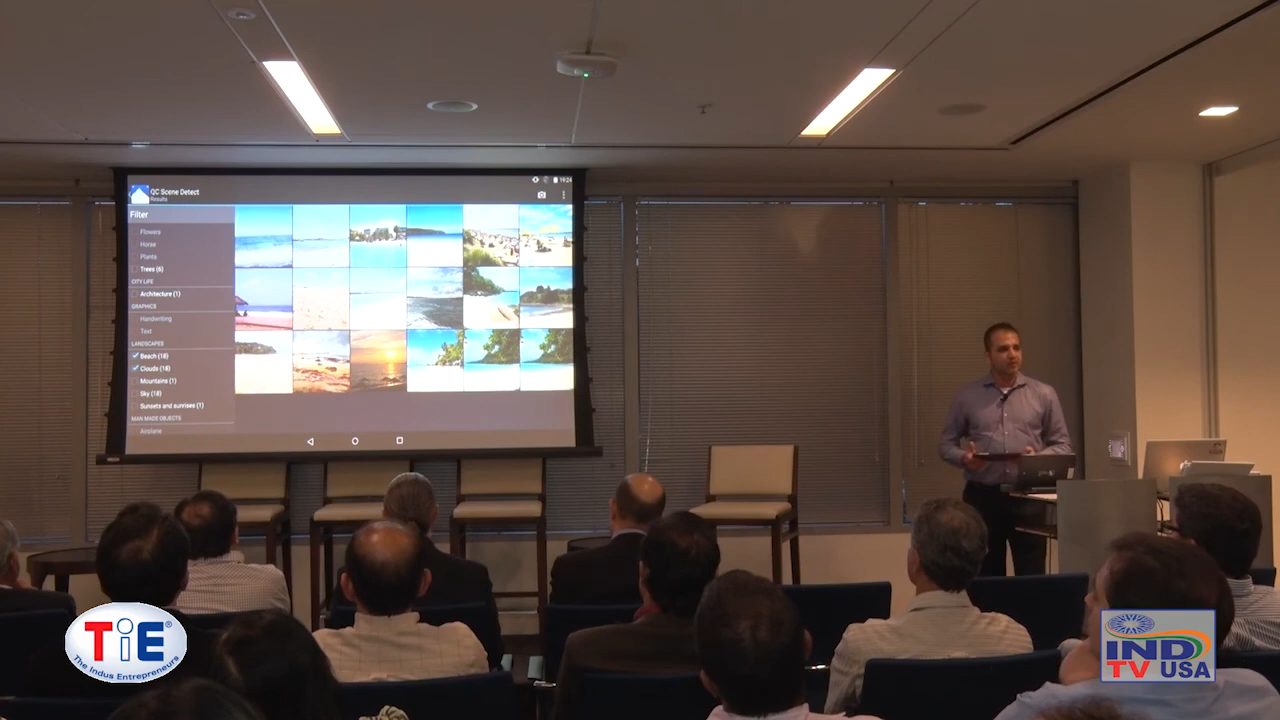 QC Scene Detect
Results
19:24
Filter
Flowers
Horse
Plants
Trees (6)
CITY LIFE
Architecture (1)
GRAPHICS
Handwriting
Text
LANDSCAPES
Beach (18)
Clouds (18)
Mountains (1)
Sky (18)
Sunsets and sunrises (1)
MAN MADE OBJECTS
Airplane
TiE®
The Indus Entrepreneurs
IND
TV USA